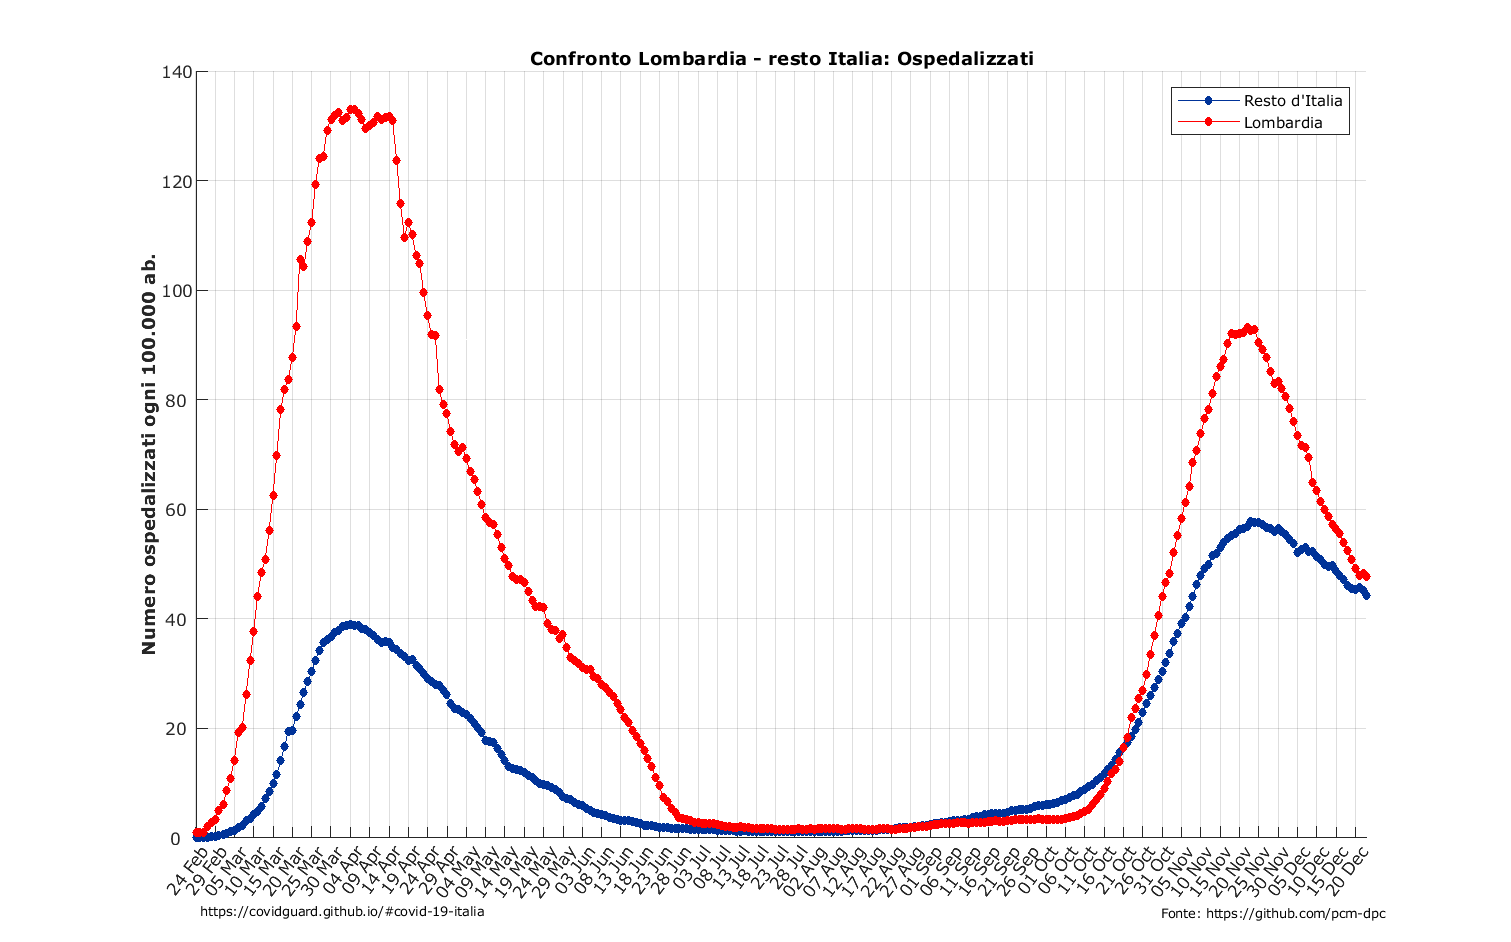 Confronto Lombardia - resto Italia: Ospedalizzati
Resto d'Italia
Lombardia
Numero ospedalizzati ogni 100.000 ab.
140
120
100
80
60
40
20
0
24 Feb
29 Feb
05 Mar
10 Mar
15 Mar
20 Mar
25 Mar
30 Mar
04 Apr
09 Apr
14 Apr
19 Apr
24 Apr
29 Apr
04 May
09 May
14 May
19 May
24 May
29 May
03 Jun
08 Jun
13 Jun
18 Jun
23 Jun
28 Jun
03 Jul
08 Jul
13 Jul
18 Jul
23 Jul
28 Jul
02 Aug
07 Aug
12 Aug
17 Aug
22 Aug
27 Aug
01 Sep
06 Sep
11 Sep
16 Sep
21 Sep
26 Sep
01 Oct
06 Oct
11 Oct
16 Oct
21 Oct
26 Oct
31 Oct
05 Nov
10 Nov
15 Nov
20 Nov
25 Nov
30 Nov
05 Dec
10 Dec
15 Dec
20 Dec
https://covidguard.github.io/#covid-19-italia
Fonte: https://github.com/pcm-dpc